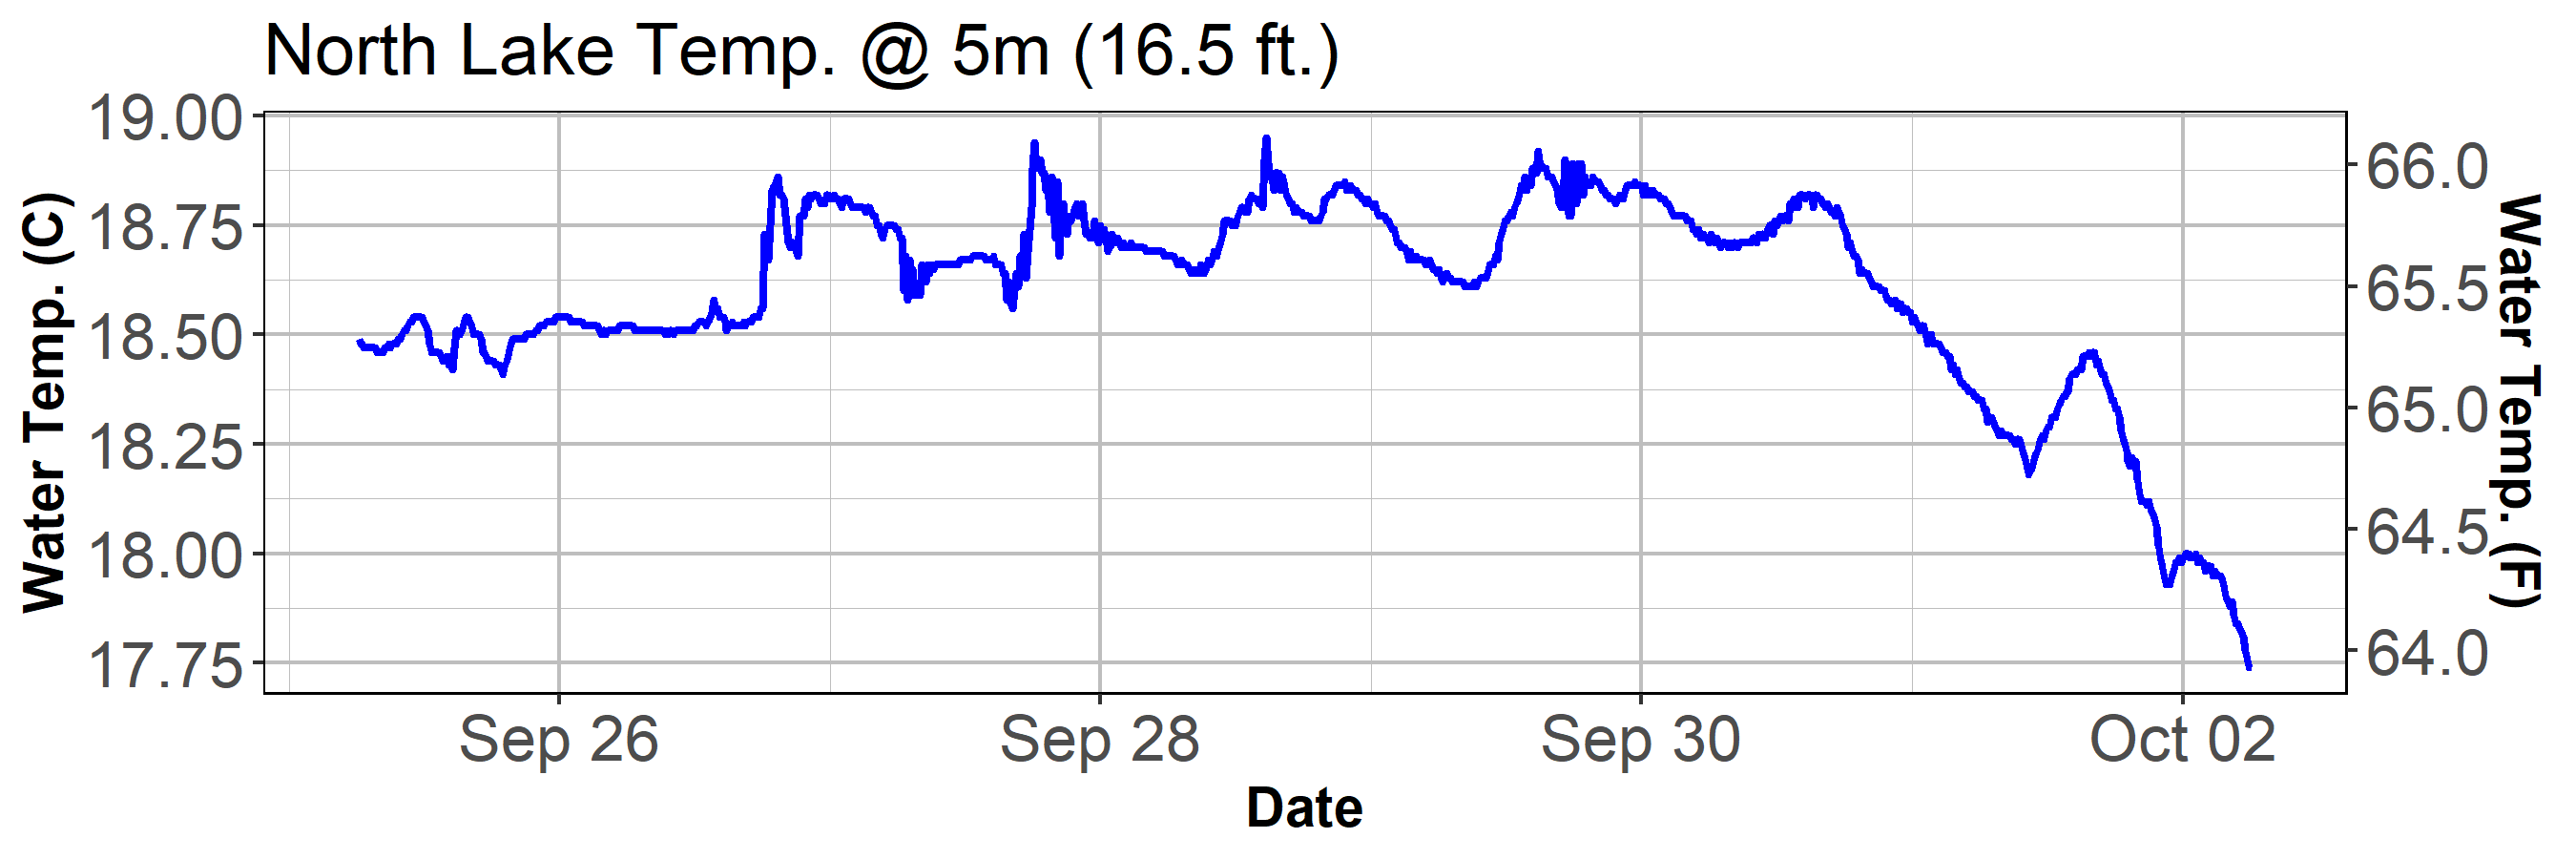 North Lake Temp. @ 5m (16.5 ft.)
Water Temp. (C)
19.00
18.75
18.50
18.25
18.00
17.75
66.0
65.5
65.0
64.5
64.0
Water Temp. (F)
Sep 26
Sep 28
Sep 30
Oct 02
Date